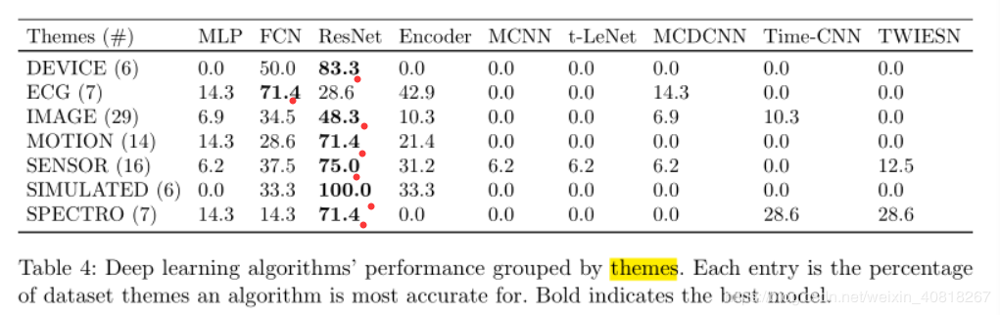 Themes (#) MLP FCN ResNet Encoder MCNN t-LeNet MCDCNN Time-CNN TWIESN
DEVICE (6) 0.0 50.0 83.3 0.0 0.0 0.0 0.0 0.0 0.0
ECG (7) 14.3 71.4 28.6 42.9 0.0 0.0 14.3 0.0 0.0
IMAGE (29) 6.9 34.5 48.3 10.3 0.0 0.0 6.9 10.3 0.0
MOTION (14) 14.3 28.6 71.4 21.4 0.0 0.0 0.0 0.0 0.0
SENSOR (16) 6.2 37.5 75.0 31.2 6.2 6.2 6.2 0.0 12.5
SIMULATED (6) 0.0 33.3 100.0 33.3 0.0 0.0 0.0 0.0 0.0
SPECTRO (7) 14.3 14.3 71.4 0.0 0.0 0.0 0.0 28.6 28.6
Table 4: Deep learning algorithms' performance grouped by themes. Each entry is the percentage
of dataset themes an algorithm is most accurate for. Bold indicates the best model.
net/weixin_40818267